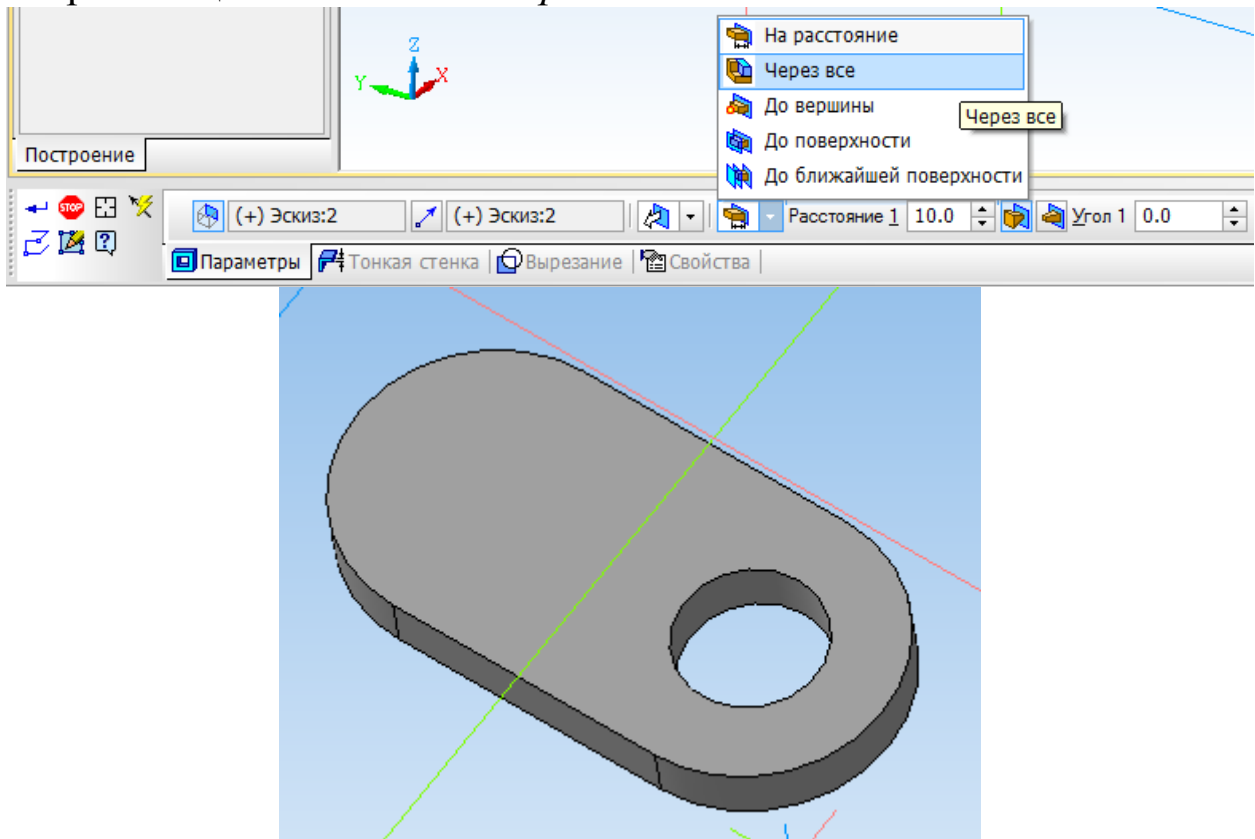 Z
Y
X
На расстояние
Через все
До вершины
Через все
До поверхности
До ближайшей поверхности
Построение
STOP
(+) Эскиз:2
(+) Эскиз:2
Расстояние 1 10.0
Угол 1 0.0
Параметры Тонкая стенка Вырезание Свойства